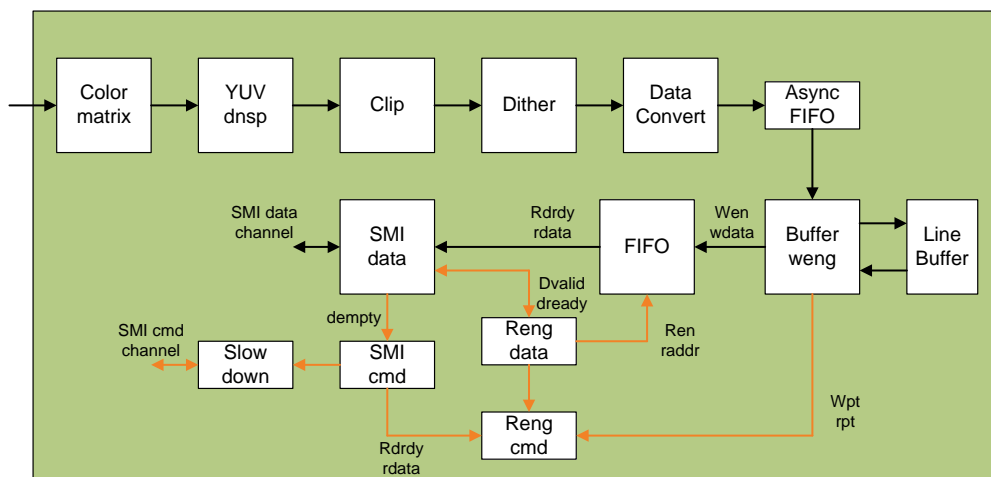 Color
matrix
YUV
dnsp
Clip
Dither
Data
Convert
Async
FIFO
SMI data
channel
SMI
data
Rdrdy
rdata
FIFO
Wen
wdata
Buffer
weng
Line
Buffer
Dvalid
dready
dempty
SMI cmd
channel
Slow
down
SMI
cmd
Reng
data
Ren
raddr
Rdrdy
rdata
Reng
cmd
Wpt
rpt